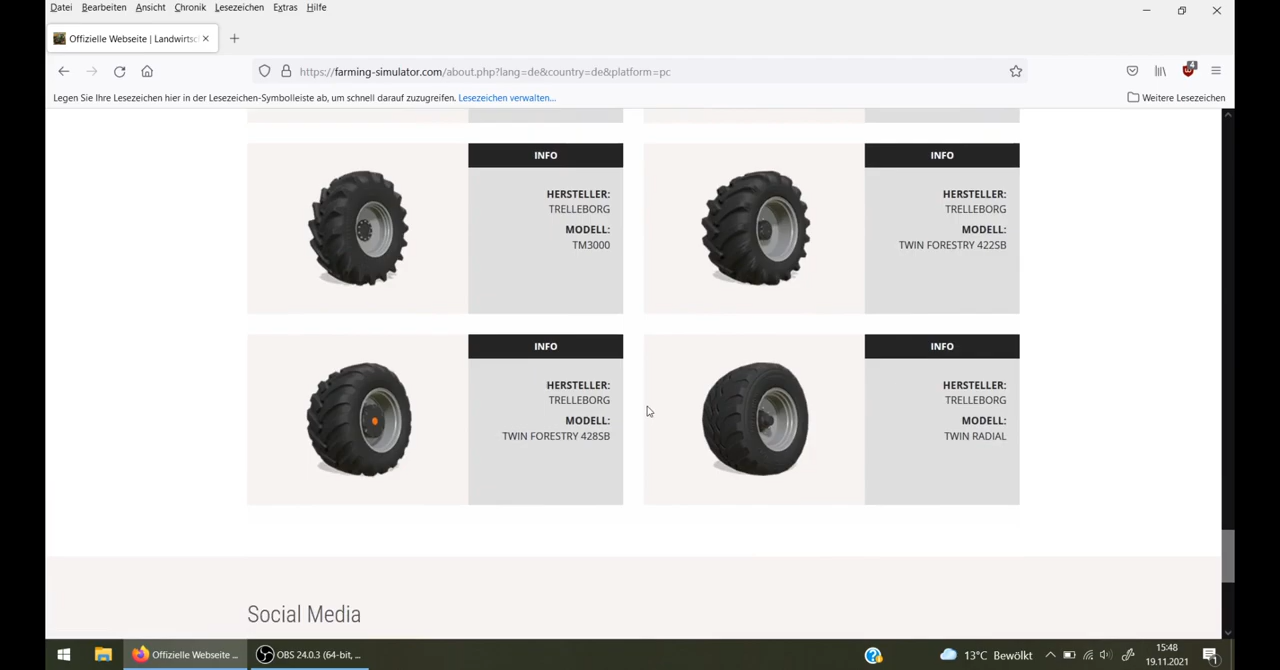 Datei Bearbeiten Ansicht Chronik Lesezeichen Extras Hilfe
Offizielle Webseite | Landwirtsc
https://farming-simulator.com/about.php?lang=de&country=de&platform=pc
4
Legen Sie Ihre Lesezeichen hier in der Lesezeichen-Symbolleiste ab, um schnell darauf zuzugreifen. Lesezeichen verwalten...
Weitere Lesezeichen
INFO
HERSTELLER:
TRELLEBORG
MODELL:
TM3000
INFO
HERSTELLER:
TRELLEBORG
MODELL:
TWIN FORESTRY 422SB
INFO
HERSTELLER:
TRELLEBORG
MODELL:
TWIN FORESTRY 428SB
INFO
HERSTELLER:
TRELLEBORG
MODELL:
TWIN RADIAL
Social Media
Offizielle Webseite ...
OBS 24.0.3 (64-bit, ...
13°C Bewölkt
15:48
19.11.2021
1